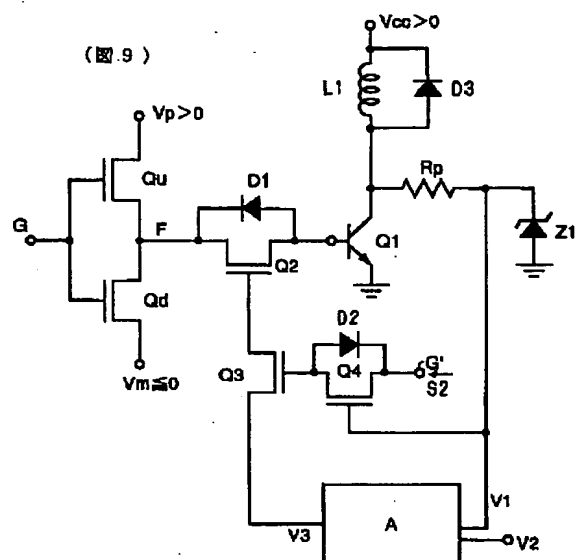 Vcc>0
(図.9)
L1
D3
Vp>0
Qu
D1
Rp
G
F
Q1
Z1
Q2
Qd
D2
Vm≦0
Q3
Q4
G'
S2
V1
V3
A
V2